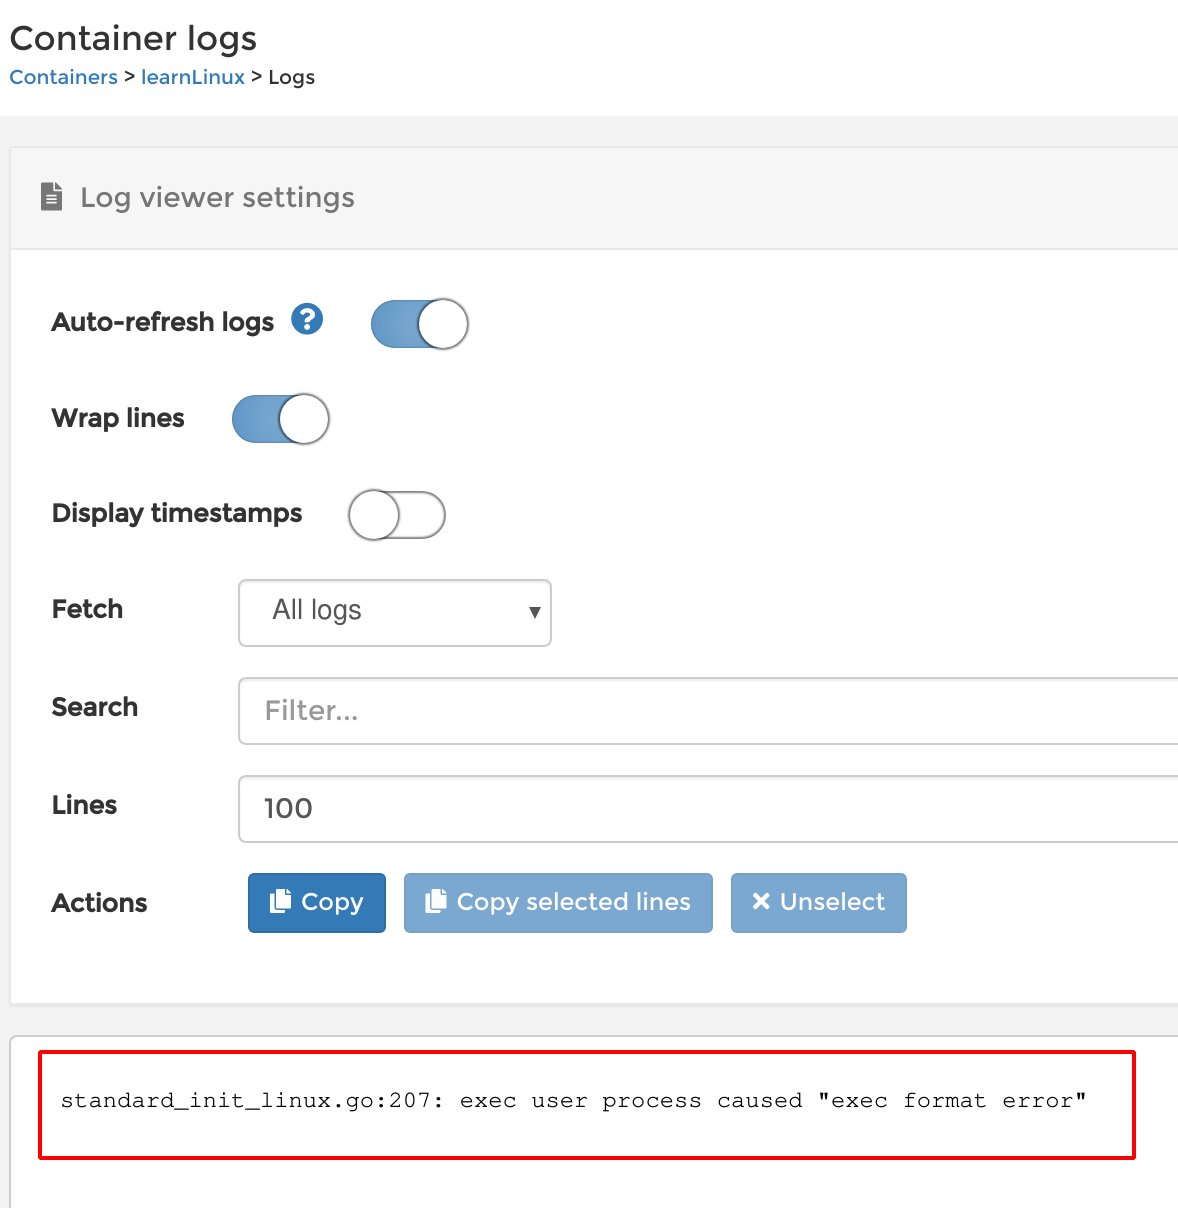 Container logs
Containers > learnLinux > Logs
Log viewer settings
Auto-refresh logs ?
Wrap lines
Display timestamps
Fetch All logs
Search Filter...
Lines 100
Actions Copy Copy selected lines Unselect
standard_init_linux.go:207: exec user process caused "exec format error"